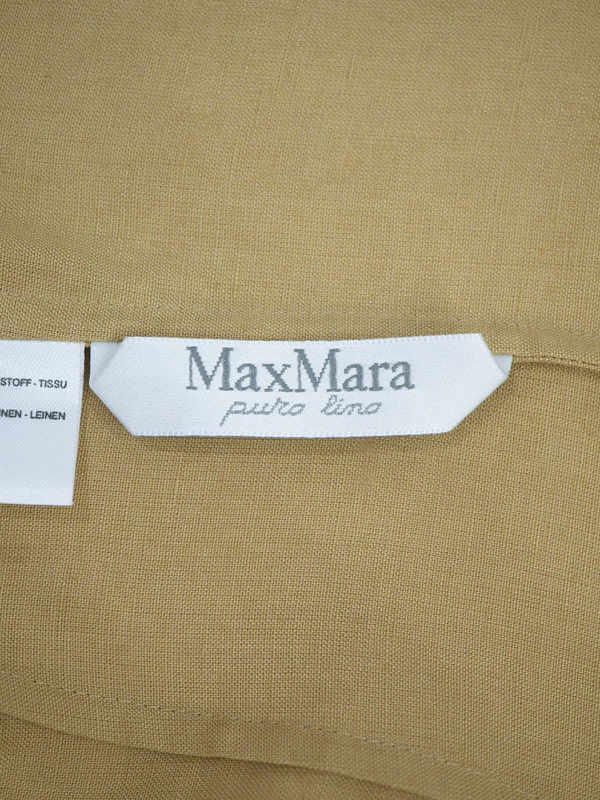 STOFF - TISSU
NEN - LEINEN
MaxMara
puro lino